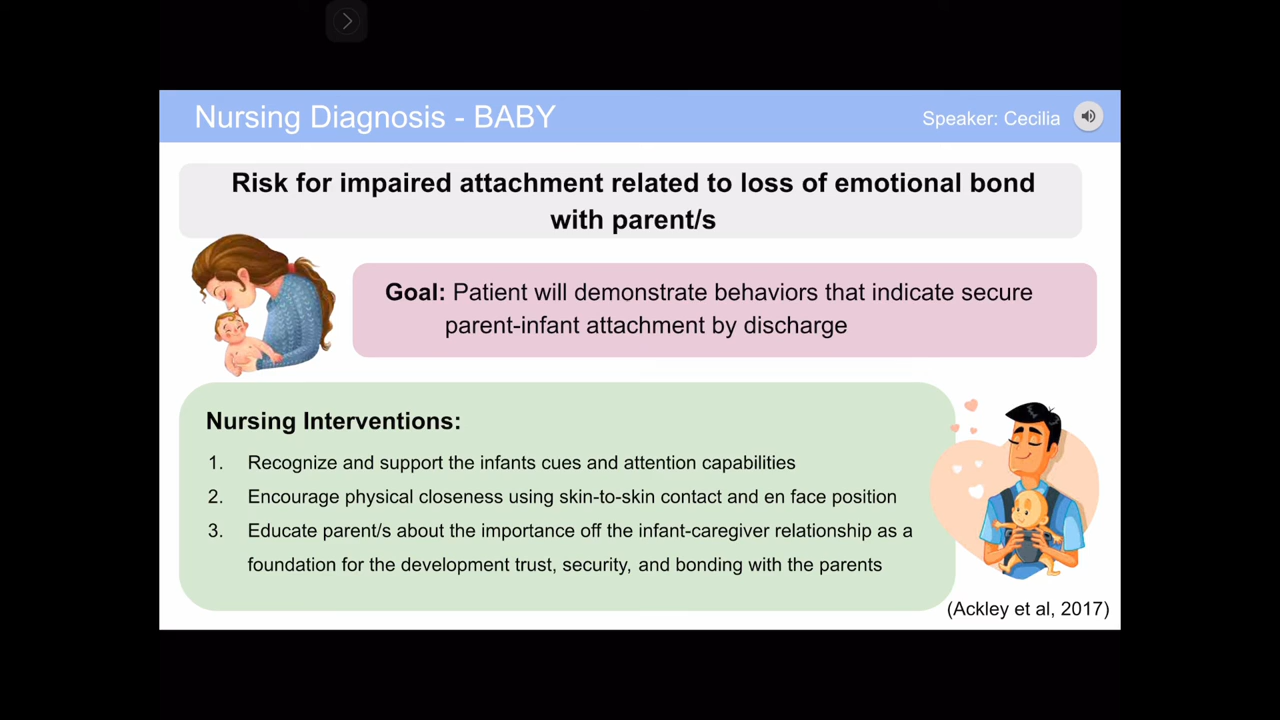 Nursing Diagnosis - BABY
Speaker: Cecilia
Risk for impaired attachment related to loss of emotional bond
with parent/s
Goal: Patient will demonstrate behaviors that indicate secure
parent-infant attachment by discharge
Nursing Interventions:
1. Recognize and support the infants cues and attention capabilities
2. Encourage physical closeness using skin-to-skin contact and en face position
3. Educate parent/s about the importance off the infant-caregiver relationship as a
foundation for the development trust, security, and bonding with the parents
(Ackley et al, 2017)